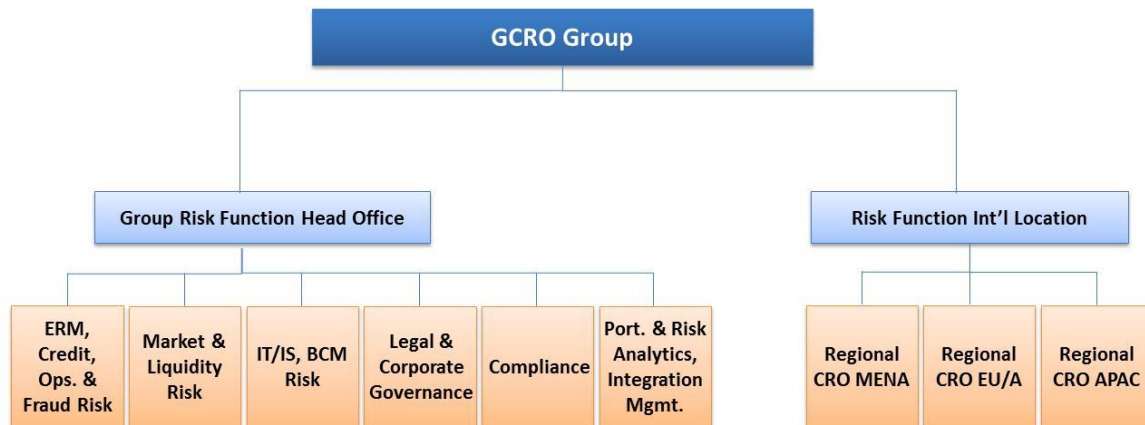 GCRO Group
Group Risk Function Head Office
Risk Function Int'l Location
ERM,
Credit,
Ops. &
Fraud Risk
Market &
Liquidity
Risk
IT/IS, BCM
Risk
Legal &
Corporate
Governance
Compliance
Port. & Risk
Analytics,
Integration
Mgmt.
Regional
CRO MENA
Regional
CRO EU/A
Regional
CRO APAC